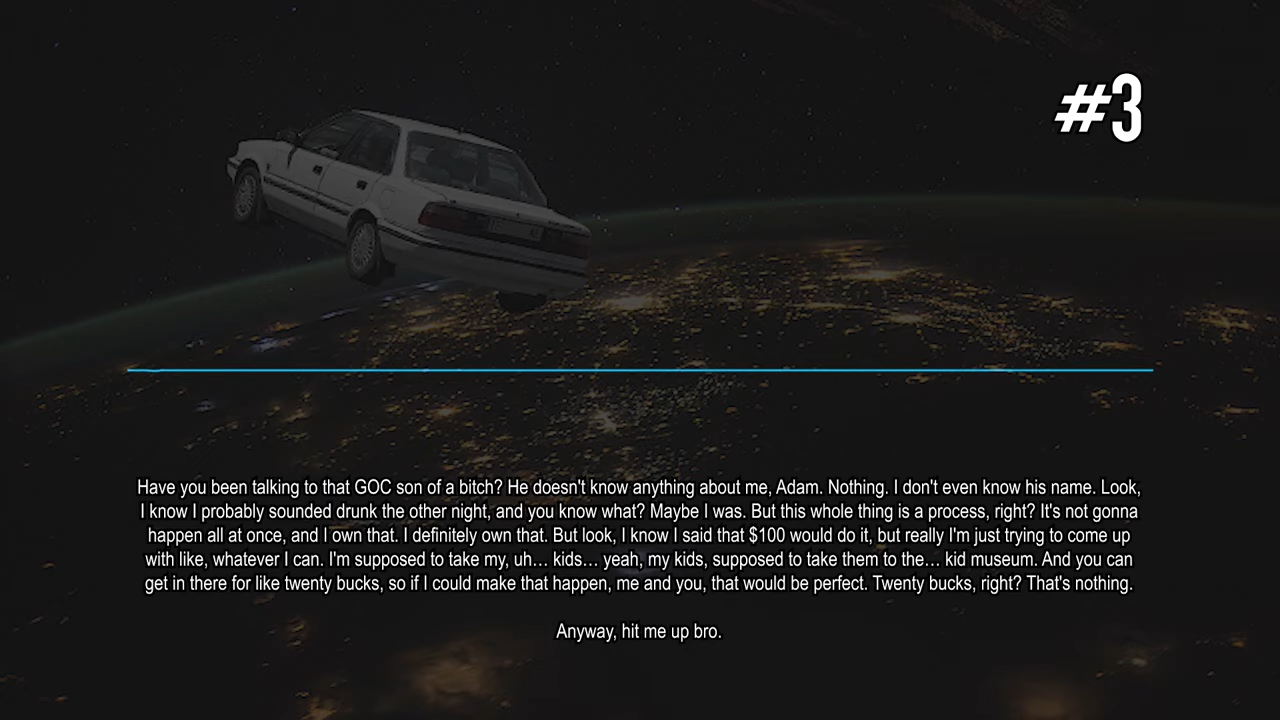 #3
Have you been talking to that GOC son of a bitch? He doesn't know anything about me, Adam. Nothing. I don't even know his name. Look,
I know I probably sounded drunk the other night, and you know what? Maybe I was. But this whole thing is a process, right? It's not gonna
happen all at once, and I own that. I definitely own that. But look, I know I said that $100 would do it, but really I'm just trying to come up
with like, whatever I can. I'm supposed to take my, uh… kids… yeah, my kids, supposed to take them to the… kid museum. And you can
get in there for like twenty bucks, so if I could make that happen, me and you, that would be perfect. Twenty bucks, right? That's nothing.
Anyway, hit me up bro.